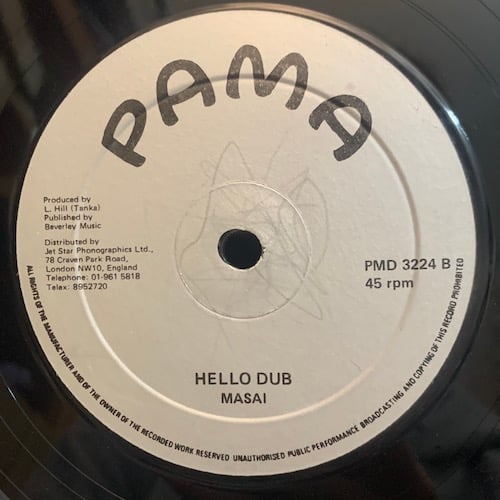 PAMA
Produced by
L. Hill (Tanka)
Published by
Beverley Music
Distributed by
Jet Star Phonographics Ltd.,
78 Craven Park Road,
London NW10, England
Telephone: 01-961 5818
Telex: 8952720
PMD 3224 B
45 rpm
HELLO DUB
MASAI
ALL RIGHTS OF THE MANUFACTURER AND OF THE OWNER OF THE RECORDED WORK RESERVED UNAUTHORISED PUBLIC PERFORMANCE BROADCASTING AND COPYING OF THIS RECORD PROHIBITED